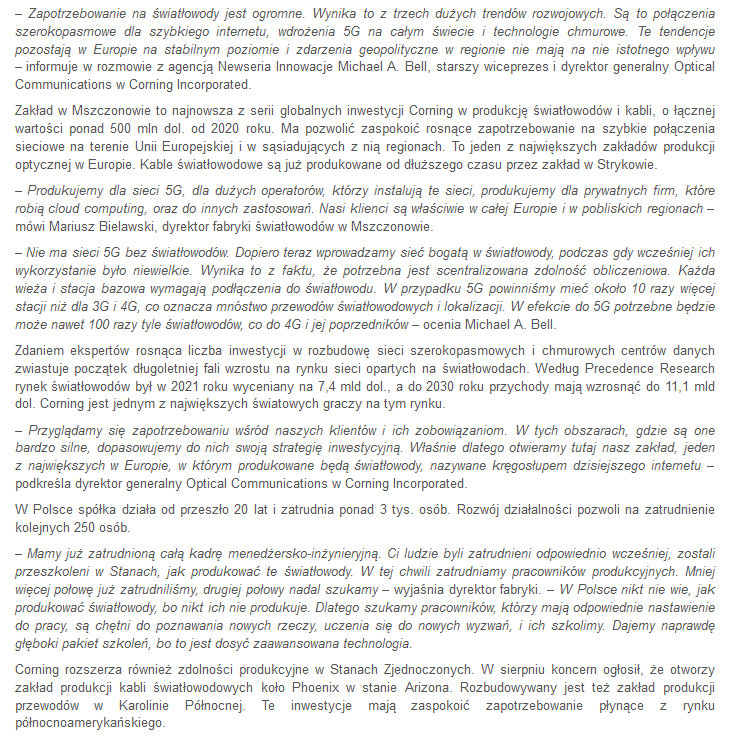 – Zapotrzebowanie na światłowody jest ogromne. Wynika to z trzech dużych trendów rozwojowych. Są to połączenia
szerokopasmowe dla szybkiego internetu, wdrożenia 5G na całym świecie i technologie chmurowe. Te tendencje
pozostają w Europie na stabilnym poziomie i zdarzenia geopolityczne w regionie nie mają na nie istotnego wpływu
– informuje w rozmowie z agencją Newseria Innowacje Michael A. Bell, starszy wiceprezes i dyrektor generalny Optical
Communications w Corning Incorporated.
Zakład w Mszczonowie to najnowsza z serii globalnych inwestycji Corning w produkcję światłowodów i kabli, o łącznej
wartości ponad 500 mln dol. od 2020 roku. Ma pozwolić zaspokoić rosnące zapotrzebowanie na szybkie połączenia
sieciowe na terenie Unii Europejskiej i w sąsiadujących z nią regionach. To jeden z największych zakładów produkcji
optycznej w Europie. Kable światłowodowe są już produkowane od dłuższego czasu przez zakład w Strykowie.
– Produkujemy dla sieci 5G, dla dużych operatorów, którzy instalują te sieci, produkujemy dla prywatnych firm, które
robią cloud computing, oraz do innych zastosowań. Nasi klienci są właściwie w całej Europie i w pobliskich regionach –
mówi Mariusz Bielawski, dyrektor fabryki światłowodów w Mszczonowie.
– Nie ma sieci 5G bez światłowodów. Dopiero teraz wprowadzamy sieć bogatą w światłowody, podczas gdy wcześniej ich
wykorzystanie było niewielkie. Wynika to z faktu, że potrzebna jest scentralizowana zdolność obliczeniowa. Każda
wieża i stacja bazowa wymagają podłączenia do światłowodu. W przypadku 5G powinniśmy mieć około 10 razy więcej
stacji niż dla 3G i 4G, co oznacza mnóstwo przewodów światłowodowych i lokalizacji. W efekcie do 5G potrzebne będzie
może nawet 100 razy tyle światłowodów, co do 4G i jej poprzedników – ocenia Michael A. Bell.
Zdaniem ekspertów rosnąca liczba inwestycji w rozbudowę sieci szerokopasmowych i chmurowych centrów danych
zwiastuje początek długoletniej fali wzrostu na rynku sieci opartych na światłowodach. Według Precedence Research
rynek światłowodów był w 2021 roku wyceniany na 7,4 mld dol., a do 2030 roku przychody mają wzrosnąć do 11,1 mld
dol. Corning jest jednym z największych światowych graczy na tym rynku.
– Przyglądamy się zapotrzebowaniu wśród naszych klientów i ich zobowiązaniom. W tych obszarach, gdzie są one
bardzo silne, dopasowujemy do nich swoją strategię inwestycyjną. Właśnie dlatego otwieramy tutaj nasz zakład, jeden
z największych w Europie, w którym produkowane będą światłowody, nazywane kręgosłupem dzisiejszego internetu –
podkreśla dyrektor generalny Optical Communications w Corning Incorporated.
W Polsce spółka działa od przeszło 20 lat i zatrudnia ponad 3 tys. osób. Rozwój działalności pozwoli na zatrudnienie
kolejnych 250 osób.
– Mamy już zatrudnioną całą kadrę menedżersko-inżynieryjną. Ci ludzie byli zatrudnieni odpowiednio wcześniej, zostali
przeszkoleni w Stanach, jak produkować te światłowody. W tej chwili zatrudniamy pracowników produkcyjnych. Mniej
więcej połowę już zatrudniliśmy, drugiej połowy nadal szukamy – wyjaśnia dyrektor fabryki. – W Polsce nikt nie wie, jak
produkować światłowody, bo nikt ich nie produkuje. Dlatego szukamy pracowników, którzy mają odpowiednie nastawienie
do pracy, są chętni do poznawania nowych rzeczy, uczenia się do nowych wyzwań, i ich szkolimy. Dajemy naprawdę
głęboki pakiet szkoleń, bo to jest dosyć zaawansowana technologia.
Corning rozszerza również zdolności produkcyjne w Stanach Zjednoczonych. W sierpniu koncern ogłosił, że otworzy
zakład produkcji kabli światłowodowych koło Phoenix w stanie Arizona. Rozbudowywany jest też zakład produkcji
przewodów w Karolinie Północnej. Te inwestycje mają zaspokoić zapotrzebowanie płynące z rynku
północnoamerykańskiego.